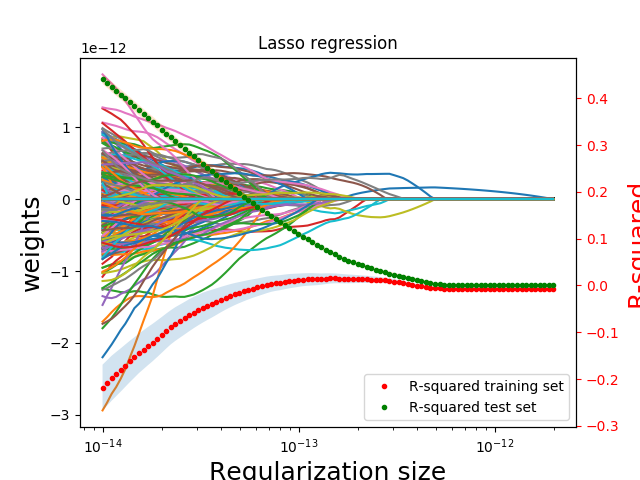 Lasso regression
1e−12
1
0
−1
−2
−3
weights
0.4
0.3
0.2
0.1
0.0
−0.1
−0.2
−0.3
R-squared
R-squared training set
R-squared test set
10⁻¹⁴
10⁻¹³
10⁻¹²
Regularization size